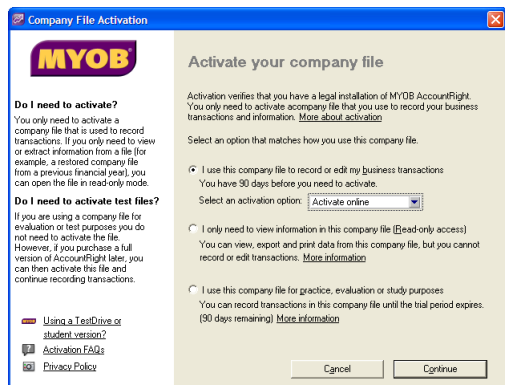 Company File Activation
MYOB
Do I need to activate?
You only need to activate a
company file that is used to record
transactions. If you only need to view
or extract information from a file (for
example, a restored company file
from a previous financial year), you
can open the file in read-only mode.
Do I need to activate test files?
If you are using a company file for
evaluation or test purposes you do
not need to activate the file.
However, if you purchase a full
version of AccountRight later, you
can then activate this file and
continue recording transactions.
Using a TestDrive or
student version?
Activation FAQs
Privacy Policy
Activate your company file
Activation verifies that you have a legal installation of MYOB AccountRight.
You only need to activate acompany file that you use to record your business
transactions and information. More about activation
Select an option that matches how you use this company file.
I use this company file to record or edit my business transactions
You have 90 days before you need to activate.
Select an activation option: Activate online
I only need to view information in this company file (Read-only access)
You can view, export and print data from this company file, but you cannot
record or edit transactions. More information
I use this company file for practice, evaluation or study purposes
You can record transactions in this company file until the trial period expires.
(90 days remaining) More information
Cancel
Continue